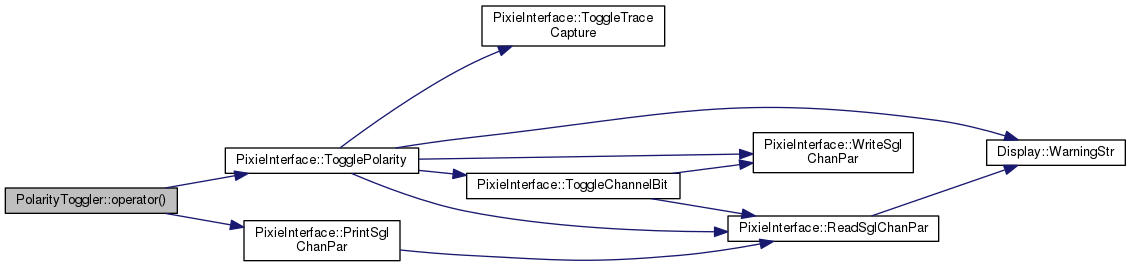 PixieInterface::ToggleTrace
Capture
PixieInterface::TogglePolarity
PixieInterface::WriteSgl
ChanPar
Display::WarningStr
PixieInterface::ToggleChannelBit
PolarityToggler::operator()
PixieInterface::PrintSgl
ChanPar
PixieInterface::ReadSglChanPar